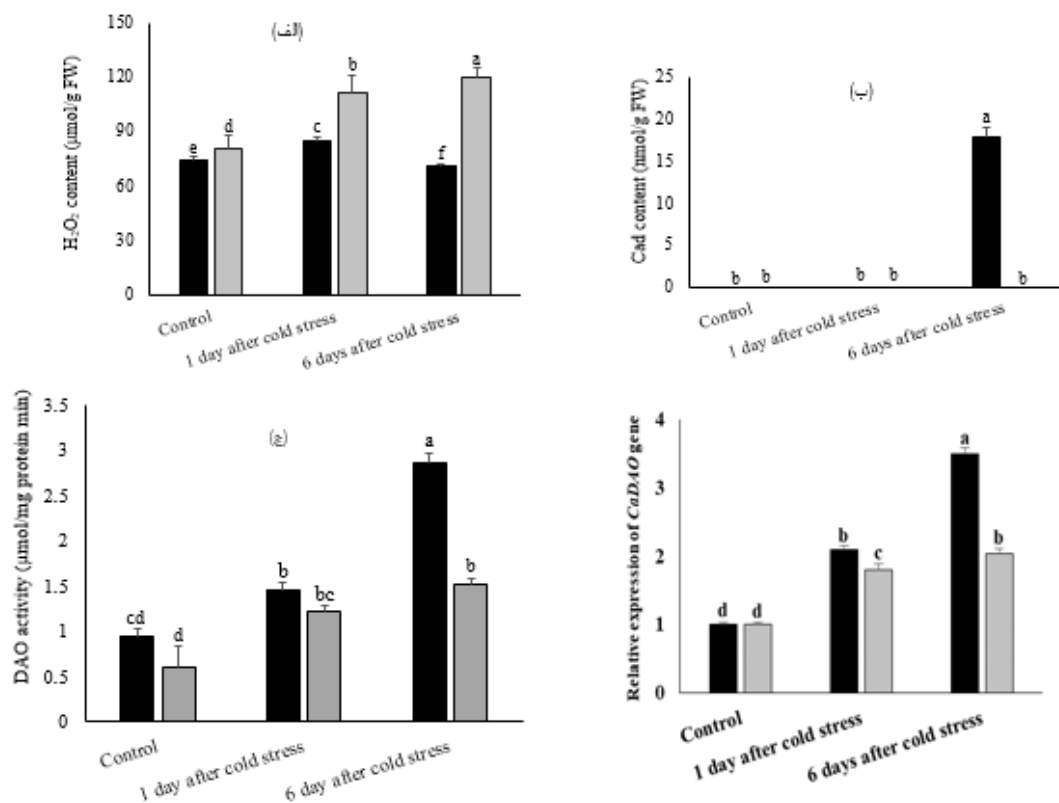 H₂O₂ content (µmol/g FW)
150
120
90
60
30
0
(الف)
e
d
c
b
f
a
Control
1 day after cold stress
6 days after cold stress
Cad content (nmol/g FW)
25
20
15
10
5
0
(ب)
b
b
b
b
a
b
Control
1 day after cold stress
6 days after cold stress
DAO activity (µmol/mg protein min)
3.5
3
2.5
2
1.5
1
0.5
0
(ج)
cd
d
b
bc
a
b
Control
1 day after cold stress
6 day after cold stress
Relative expression of CaDAO gene
4
3
2
1
0
d
d
b
c
a
b
Control
1 day after cold stress
6 days after cold stress